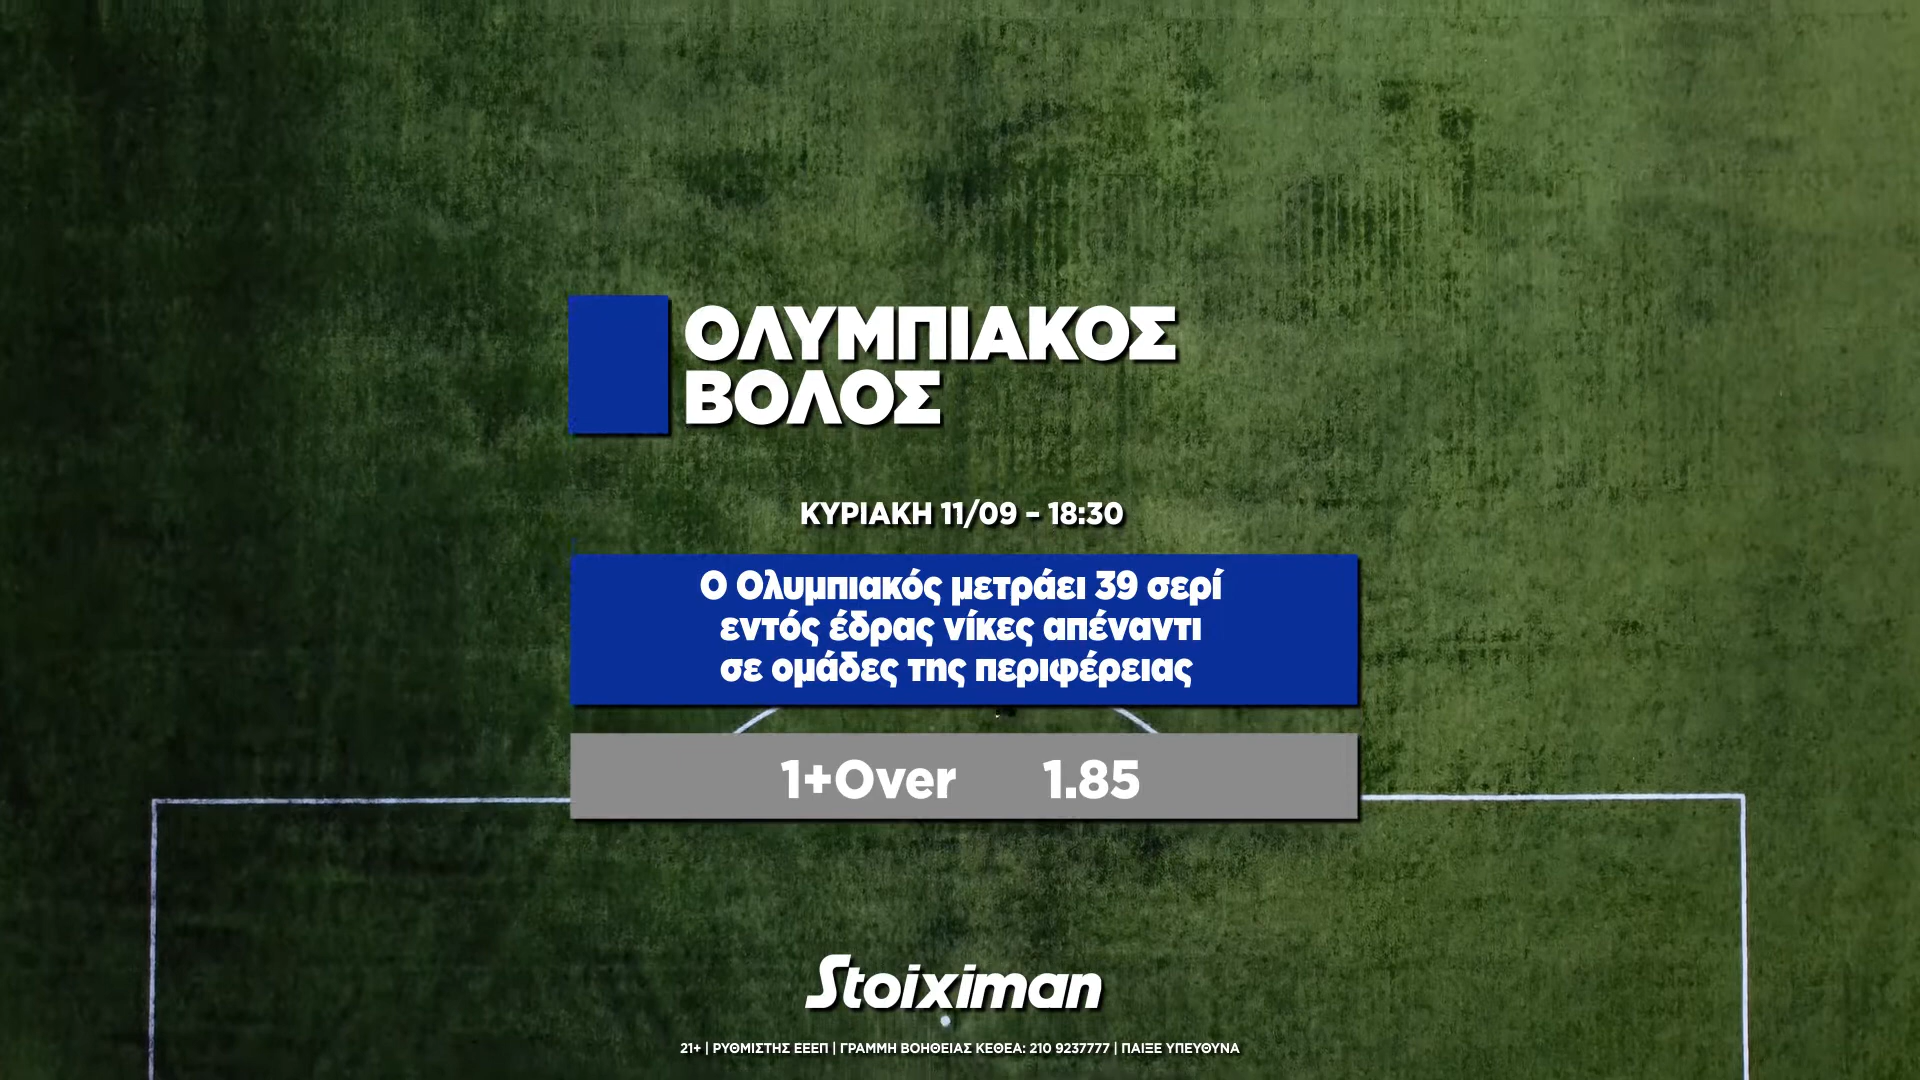 ΟΛΥΜΠΙΑΚΟΣ
ΒΟΛΟΣ
ΚΥΡΙΑΚΗ 11/09 - 18:30
Ο Ολυμπιακός μετράει 39 σερί
εντός έδρας νίκες απέναντι
σε ομάδες της περιφέρειας
1+Over 1.85
Stoiximan
21+ | ΡΥΘΜΙΣΤΗΣ ΕΕΕΠ | ΓΡΑΜΜΗ ΒΟΗΘΕΙΑΣ ΚΕΘΕΑ: 210 9237777 | ΠΑΙΞΕ ΥΠΕΥΘΥΝΑ